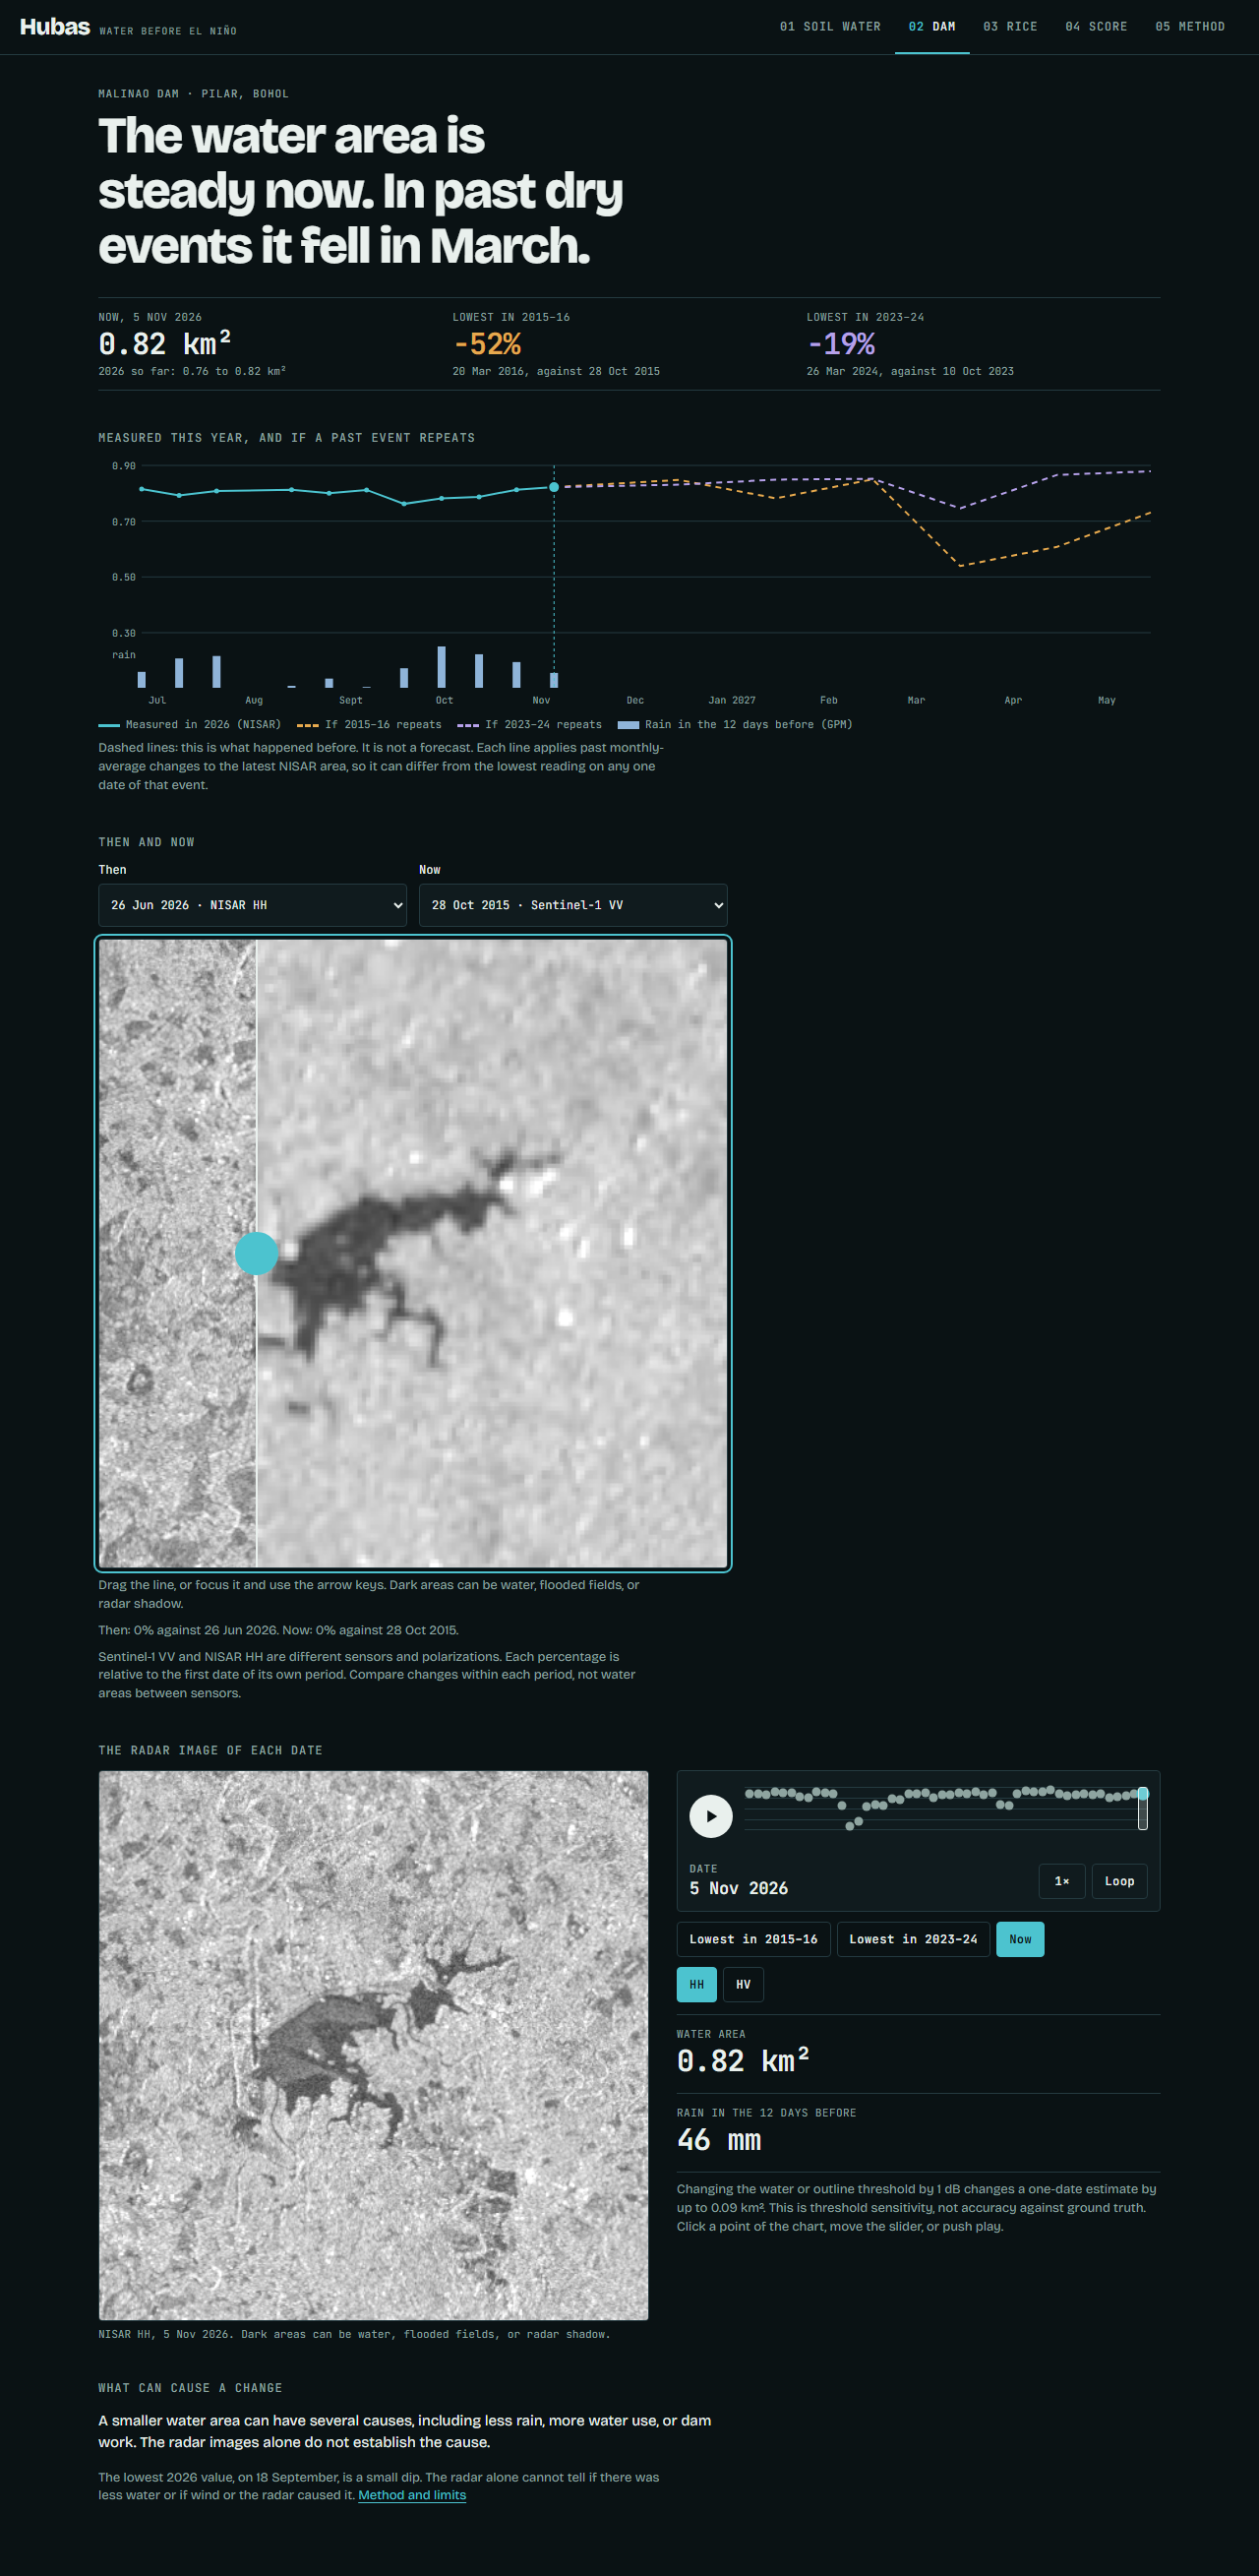 Hubas WATER BEFORE EL NIÑO
01 SOIL WATER 02 DAM 03 RICE 04 SCORE 05 METHOD
MALINAO DAM · PILAR, BOHOL
The water area is
steady now. In past dry
events it fell in March.
NOW, 5 NOV 2026
0.82 km²
2026 so far: 0.76 to 0.82 km²
LOWEST IN 2015–16
-52%
20 Mar 2016, against 28 Oct 2015
LOWEST IN 2023–24
-19%
26 Mar 2024, against 10 Oct 2023
MEASURED THIS YEAR, AND IF A PAST EVENT REPEATS
0.90
0.70
0.50
0.30
rain
Jul Aug Sept Oct Nov Dec Jan 2027 Feb Mar Apr May
Measured in 2026 (NISAR) If 2015–16 repeats If 2023–24 repeats Rain in the 12 days before (GPM)
Dashed lines: this is what happened before. It is not a forecast. Each line applies past monthly-
average changes to the latest NISAR area, so it can differ from the lowest reading on any one
date of that event.
THEN AND NOW
Then Now
26 Jun 2026 · NISAR HH 28 Oct 2015 · Sentinel-1 VV
Drag the line, or focus it and use the arrow keys. Dark areas can be water, flooded fields, or
radar shadow.
Then: 0% against 26 Jun 2026. Now: 0% against 28 Oct 2015.
Sentinel-1 VV and NISAR HH are different sensors and polarizations. Each percentage is
relative to the first date of its own period. Compare changes within each period, not water
areas between sensors.
THE RADAR IMAGE OF EACH DATE
DATE
5 Nov 2026
1× Loop
Lowest in 2015–16 Lowest in 2023–24 Now
HH HV
WATER AREA
0.82 km²
RAIN IN THE 12 DAYS BEFORE
46 mm
Changing the water or outline threshold by 1 dB changes a one-date estimate by
up to 0.09 km². This is threshold sensitivity, not accuracy against ground truth.
Click a point of the chart, move the slider, or push play.
NISAR HH, 5 Nov 2026. Dark areas can be water, flooded fields, or radar shadow.
WHAT CAN CAUSE A CHANGE
A smaller water area can have several causes, including less rain, more water use, or dam
work. The radar images alone do not establish the cause.
The lowest 2026 value, on 18 September, is a small dip. The radar alone cannot tell if there was
less water or if wind or the radar caused it. Method and limits